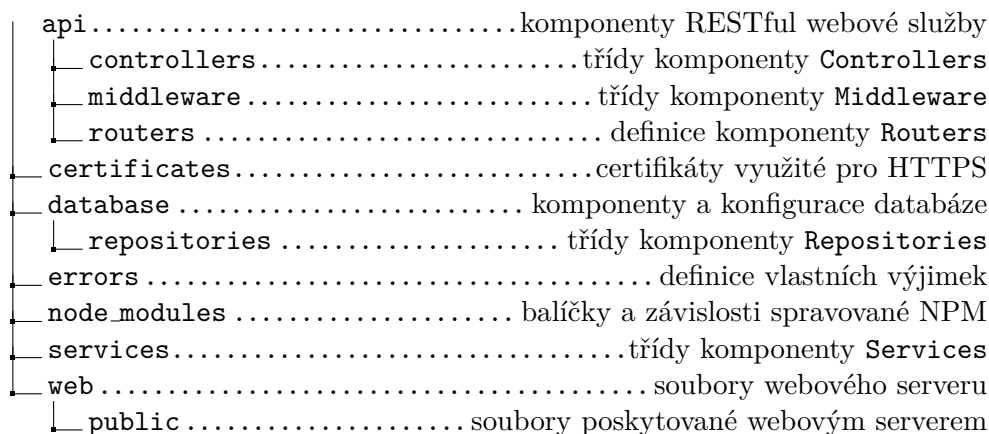 api................................komponenty RESTful webové služby
controllers........................třídy komponenty Controllers
middleware..........................třídy komponenty Middleware
routers..............................definice komponenty Routers
certificates...........................certifikáty využité pro HTTPS
database..........................komponenty a konfigurace databáze
repositories.....................třídy komponenty Repositories
errors......................................definice vlastních výjimek
node_modules.....................balíčky a závislosti spravované NPM
services..................................třídy komponenty Services
web.........................................soubory webového serveru
public.....................soubory poskytované webovým serverem